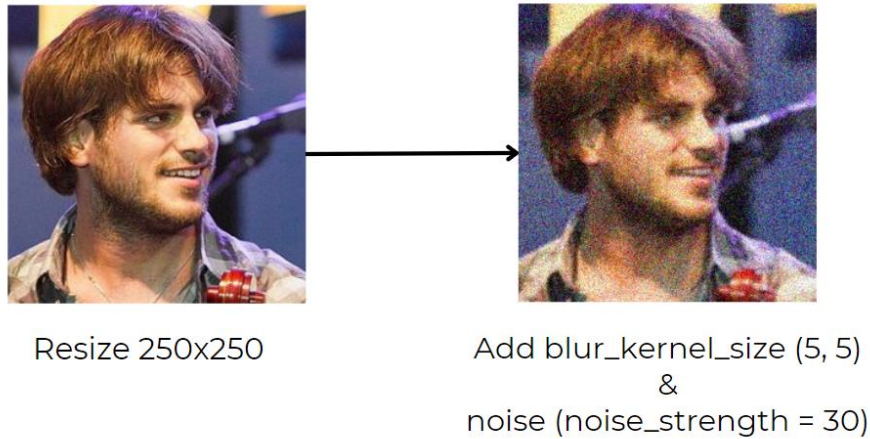 Resize 250x250
Add blur_kernel_size (5, 5)
&
noise (noise_strength = 30)